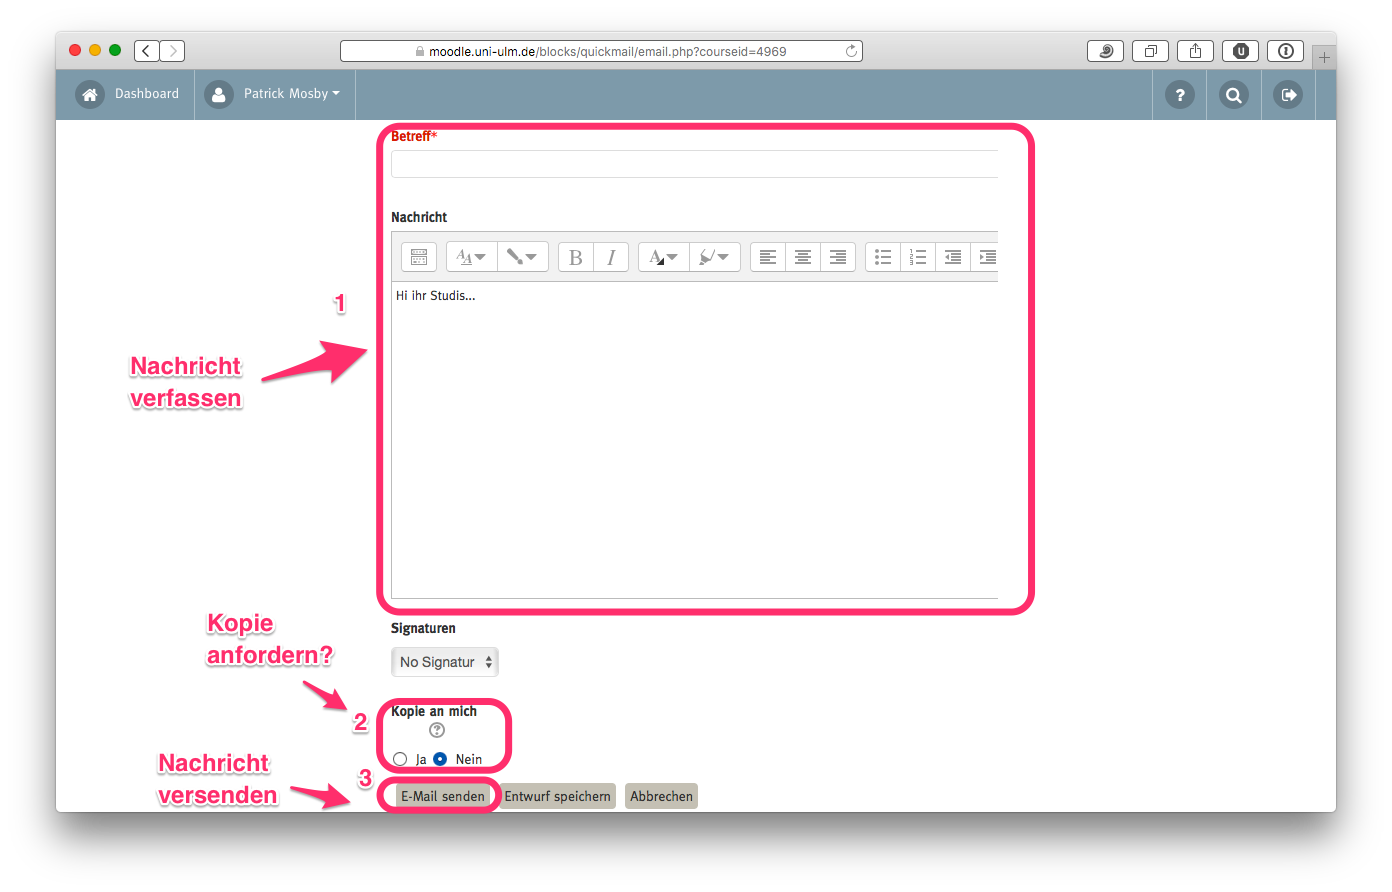 moodle.uni-ulm.de/blocks/quickmail/email.php?courseid=4969
Dashboard
Patrick Mosby
?
Betreff*
Nachricht
B I
Hi ihr Studis...
1
Nachricht
verfassen
Signaturen
No Signatur
Kopie
anfordern?
2
Kopie an mich
?
Ja Nein
Nachricht
versenden
3
E-Mail senden
Entwurf speichern
Abbrechen